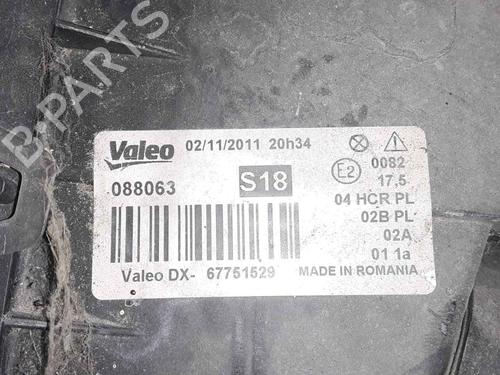 B-PARTS
Valeo 02/11/2011 20h34
088063 S18
E2 0082
17,5
04 HCR PL
02B PL
02A
01 1a
Valeo DX- 67751529 MADE IN ROMANIA